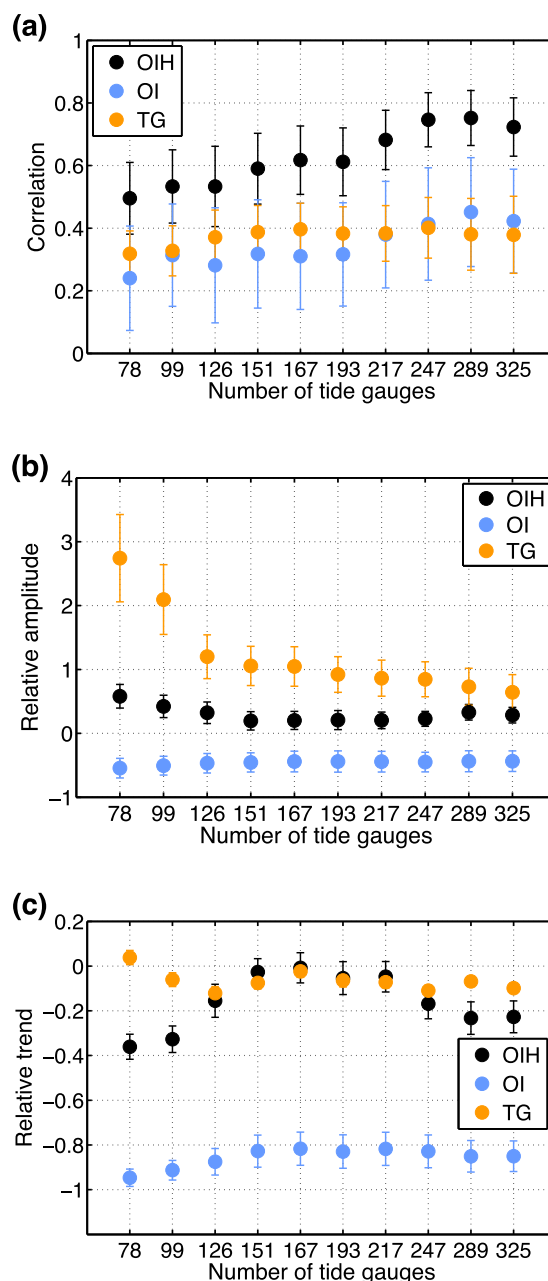 (a)
1
0.8
0.6
0.4
0.2
0
Correlation
OIH
OI
TG
78 99 126 151 167 193 217 247 289 325
Number of tide gauges
(b)
4
3
2
1
0
−1
Relative amplitude
OIH
OI
TG
78 99 126 151 167 193 217 247 289 325
Number of tide gauges
(c)
0.2
0
−0.2
−0.4
−0.6
−0.8
−1
Relative trend
OIH
OI
TG
78 99 126 151 167 193 217 247 289 325
Number of tide gauges